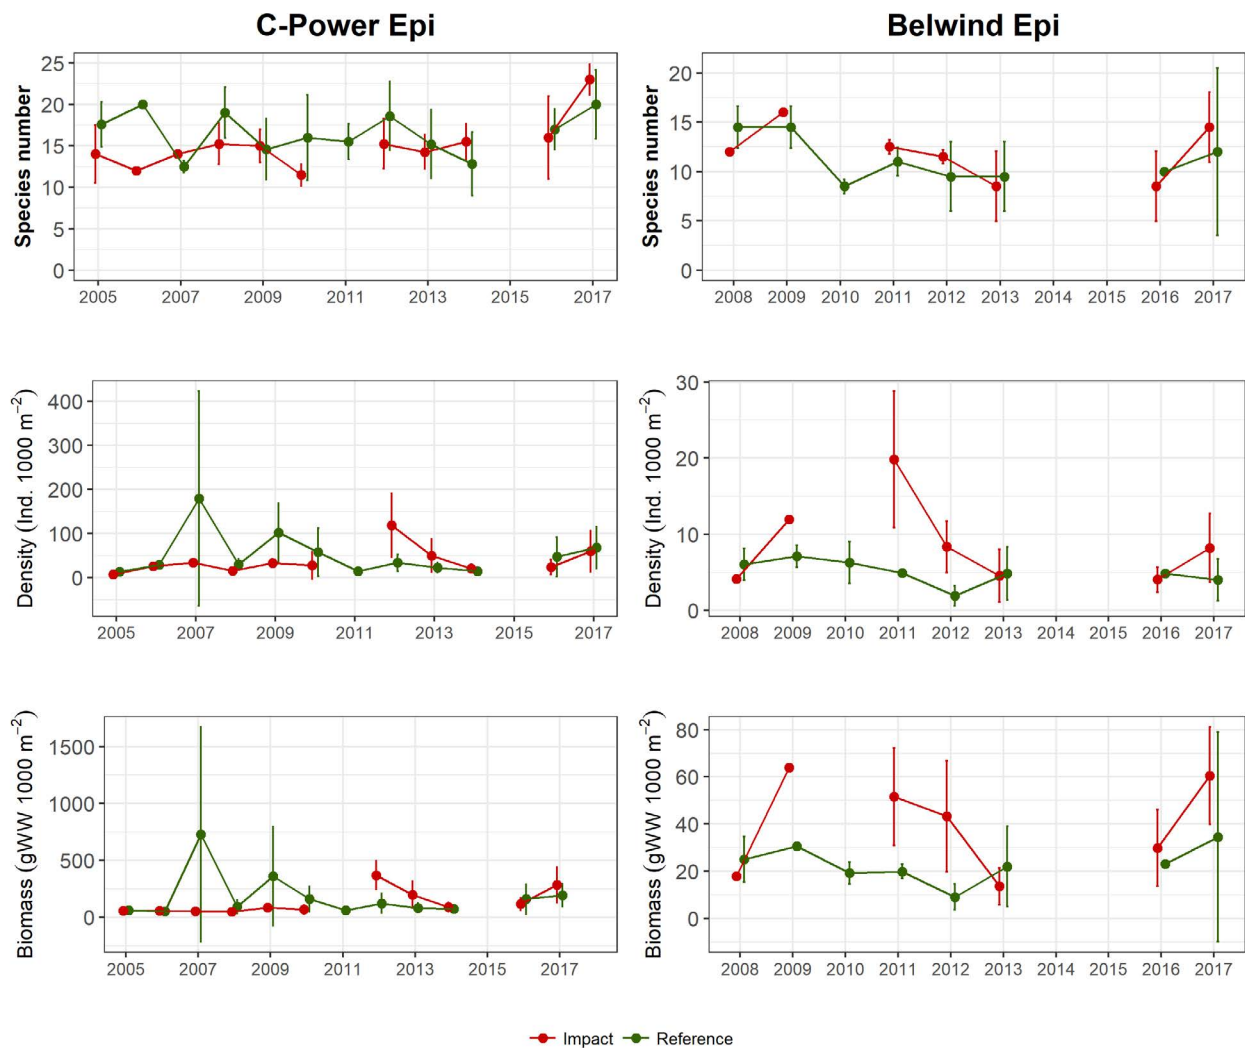 C-Power Epi
Belwind Epi
Species number
25
20
15
10
5
0
2005 2007 2009 2011 2013 2015 2017
Species number
20
15
10
5
0
2008 2009 2010 2011 2012 2013 2014 2015 2016 2017
Density (Ind. 1000 m⁻²)
400
300
200
100
0
2005 2007 2009 2011 2013 2015 2017
Density (Ind. 1000 m⁻²)
30
20
10
0
2008 2009 2010 2011 2012 2013 2014 2015 2016 2017
Biomass (gWW 1000 m⁻²)
1500
1000
500
0
2005 2007 2009 2011 2013 2015 2017
Biomass (gWW 1000 m⁻²)
80
60
40
20
0
2008 2009 2010 2011 2012 2013 2014 2015 2016 2017
Impact Reference